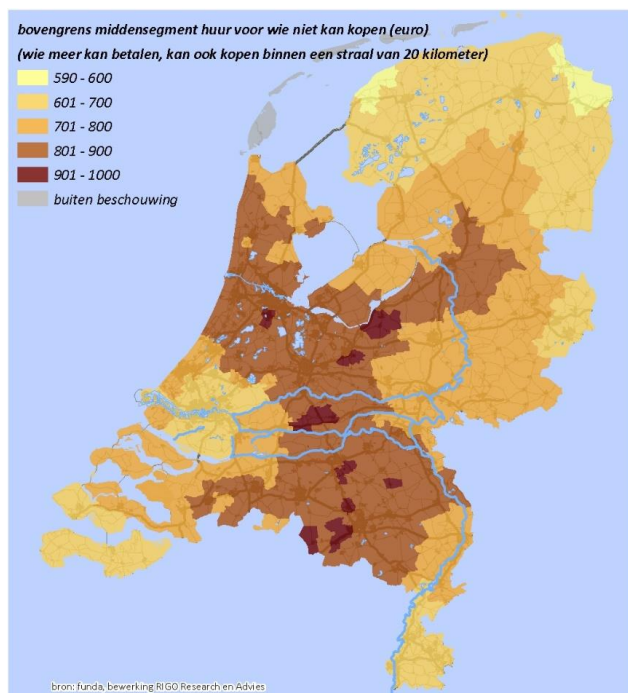 bovengrens middensegment huur voor wie niet kan kopen (euro)
(wie meer kan betalen, kan ook kopen binnen een straal van 20 kilometer)
590 - 600
601 - 700
701 - 800
801 - 900
901 - 1000
buiten beschouwing
bron: funda, bewerking RIGO Research en Advies